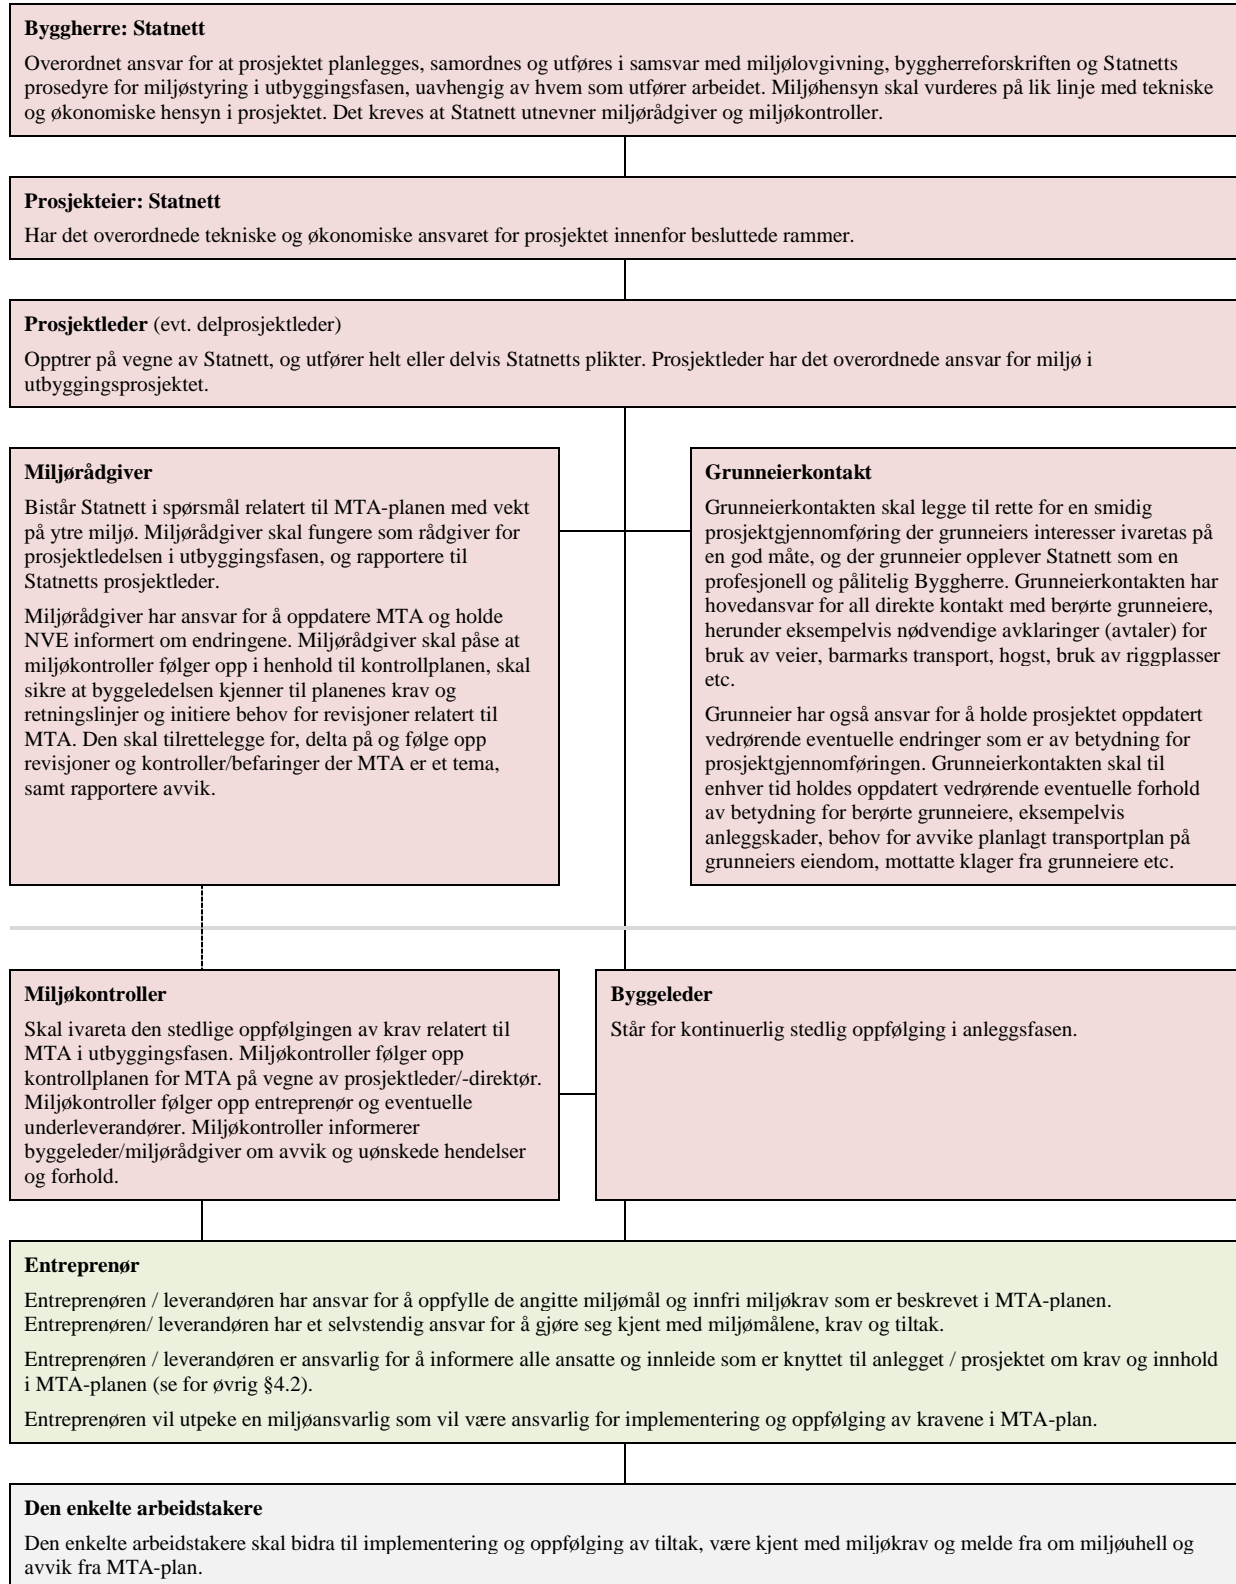 Byggherre: Statnett
Overordnet ansvar for at prosjektet planlegges, samordnes og utføres i samsvar med miljølovgivning, byggherreforskriften og Statnetts
prosedyre for miljøstyring i utbyggingsfasen, uavhengig av hvem som utfører arbeidet. Miljøhensyn skal vurderes på lik linje med tekniske
og økonomiske hensyn i prosjektet. Det kreves at Statnett utnevner miljørådgiver og miljøkontroller.
Prosjekteier: Statnett
Har det overordnede tekniske og økonomiske ansvaret for prosjektet innenfor besluttede rammer.
Prosjektleder (evt. delprosjektleder)
Opptrer på vegne av Statnett, og utfører helt eller delvis Statnetts plikter. Prosjektleder har det overordnede ansvar for miljø i
utbyggingsprosjektet.
Miljørådgiver
Bistår Statnett i spørsmål relatert til MTA-planen med vekt
på ytre miljø. Miljørådgiver skal fungere som rådgiver for
prosjektledelsen i utbyggingsfasen, og rapportere til
Statnetts prosjektleder.
Miljørådgiver har ansvar for å oppdatere MTA og holde
NVE informert om endringene. Miljørådgiver skal påse at
miljøkontroller følger opp i henhold til kontrollplanen, skal
sikre at byggeledelsen kjenner til planenes krav og
retningslinjer og initiere behov for revisjoner relatert til
MTA. Den skal tilrettelegge for, delta på og følge opp
revisjoner og kontroller/befaringer der MTA er et tema,
samt rapportere avvik.
Grunneierkontakt
Grunneierkontakten skal legge til rette for en smidig
prosjektgjennomføring der grunneiers interesser ivaretas på
en god måte, og der grunneier opplever Statnett som en
profesjonell og pålitelig Byggherre. Grunneierkontakten har
hovedansvar for all direkte kontakt med berørte grunneiere,
herunder eksempelvis nødvendige avklaringer (avtaler) for
bruk av veier, barmarks transport, hogst, bruk av riggplasser
etc.
Grunneier har også ansvar for å holde prosjektet oppdatert
vedrørende eventuelle endringer som er av betydning for
prosjektgjennomføringen. Grunneierkontakten skal til
enhver tid holdes oppdatert vedrørende eventuelle forhold
av betydning for berørte grunneiere, eksempelvis
anleggskader, behov for avvike planlagt transportplan på
grunneiers eiendom, mottatte klager fra grunneiere etc.
Miljøkontroller
Skal ivareta den stedlige oppfølgingen av krav relatert til
MTA i utbyggingsfasen. Miljøkontroller følger opp
kontrollplanen for MTA på vegne av prosjektleder/-direktør.
Miljøkontroller følger opp entreprenør og eventuelle
underleverandører. Miljøkontroller informerer
byggeleder/miljørådgiver om avvik og uønskede hendelser
og forhold.
Byggeleder
Står for kontinuerlig stedlig oppfølging i anleggsfasen.
Entreprenør
Entreprenøren / leverandøren har ansvar for å oppfylle de angitte miljømål og innfri miljøkrav som er beskrevet i MTA-planen.
Entreprenøren/ leverandøren har et selvstendig ansvar for å gjøre seg kjent med miljømålene, krav og tiltak.
Entreprenøren / leverandøren er ansvarlig for å informere alle ansatte og innleide som er knyttet til anlegget / prosjektet om krav og innhold
i MTA-planen (se for øvrig §4.2).
Entreprenøren vil utpeke en miljøansvarlig som vil være ansvarlig for implementering og oppfølging av kravene i MTA-plan.
Den enkelte arbeidstakere
Den enkelte arbeidstakere skal bidra til implementering og oppfølging av tiltak, være kjent med miljøkrav og melde fra om miljøuhell og
avvik fra MTA-plan.